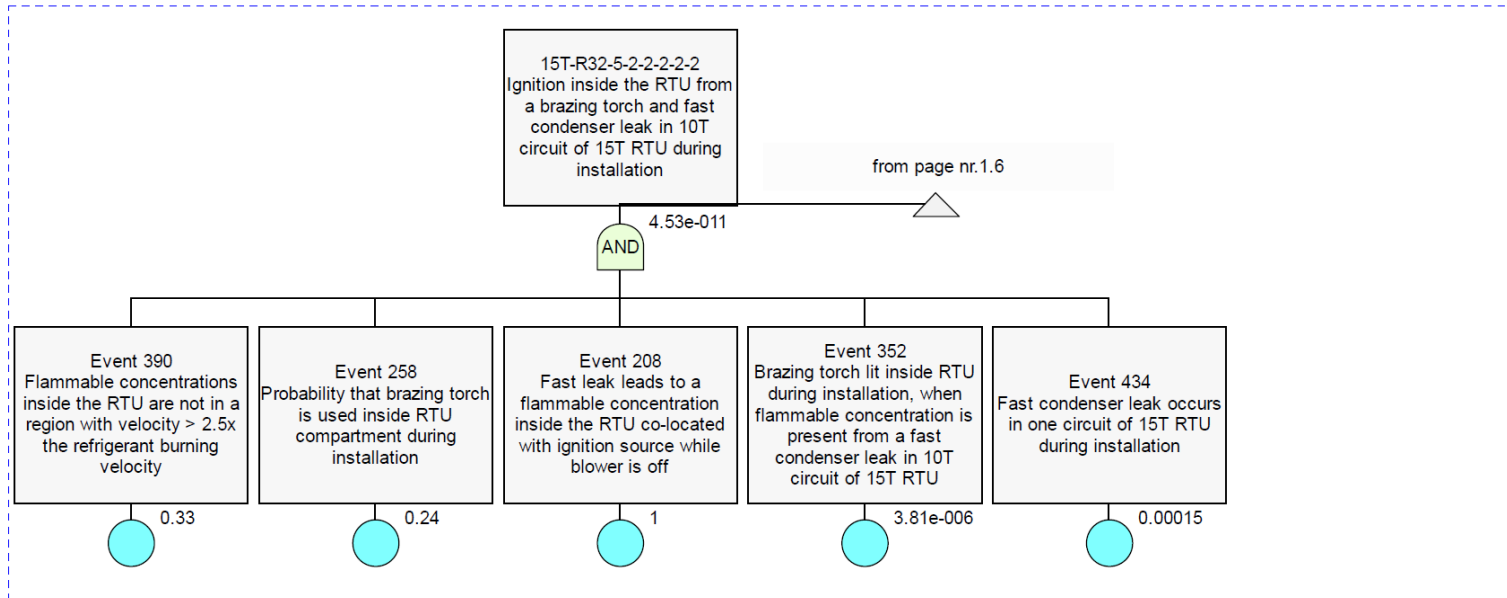 15T-R32-5-2-2-2-2-2
Ignition inside the RTU from
a brazing torch and fast
condenser leak in 10T
circuit of 15T RTU during
installation
from page nr.1.6
4.53e-011
AND
Event 390
Flammable concentrations
inside the RTU are not in a
region with velocity > 2.5x
the refrigerant burning
velocity
0.33
Event 258
Probability that brazing torch
is used inside RTU
compartment during
installation
0.24
Event 208
Fast leak leads to a
flammable concentration
inside the RTU co-located
with ignition source while
blower is off
1
Event 352
Brazing torch lit inside RTU
during installation, when
flammable concentration is
present from a fast
condenser leak in 10T
circuit of 15T RTU
3.81e-006
Event 434
Fast condenser leak occurs
in one circuit of 15T RTU
during installation
0.00015